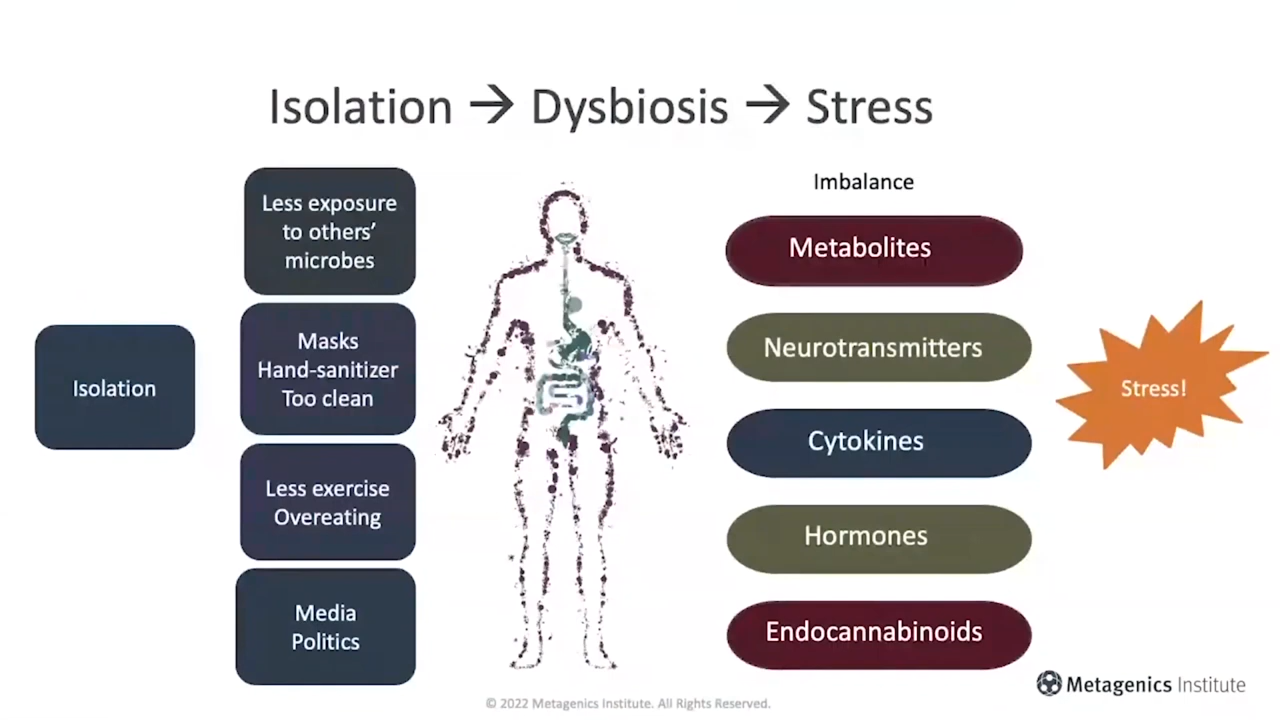 Isolation → Dysbiosis → Stress
Isolation
Less exposure
to others’
microbes
Masks
Hand-sanitizer
Too clean
Less exercise
Overeating
Media
Politics
Imbalance
Metabolites
Neurotransmitters
Cytokines
Hormones
Endocannabinoids
Stress!
© 2022 Metagenics Institute. All Rights Reserved.
Metagenics Institute